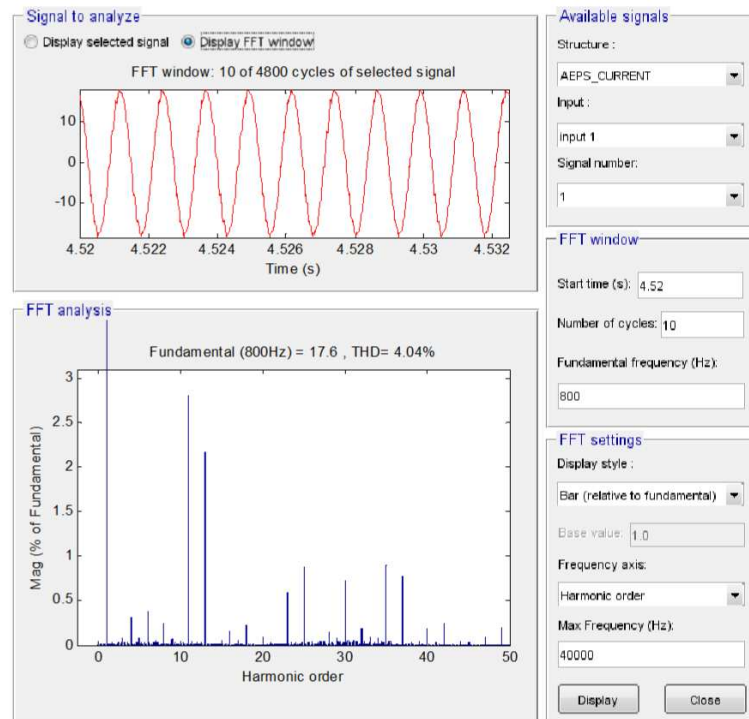 Signal to analyze
Display selected signal
Display FFT window
FFT window: 10 of 4800 cycles of selected signal
10
0
-10
4.52 4.522 4.524 4.526 4.528 4.53 4.532
Time (s)
FFT analysis
Fundamental (800Hz) = 17.6 , THD= 4.04%
Mag (% of Fundamental)
3
2.5
2
1.5
1
0.5
0
0 10 20 30 40 50
Harmonic order
Available signals
Structure :
AEPS_CURRENT
Input :
input 1
Signal number:
1
FFT window
Start time (s): 4.52
Number of cycles: 10
Fundamental frequency (Hz):
800
FFT settings
Display style :
Bar (relative to fundamental)
Base value: 1.0
Frequency axis:
Harmonic order
Max Frequency (Hz):
40000
Display Close